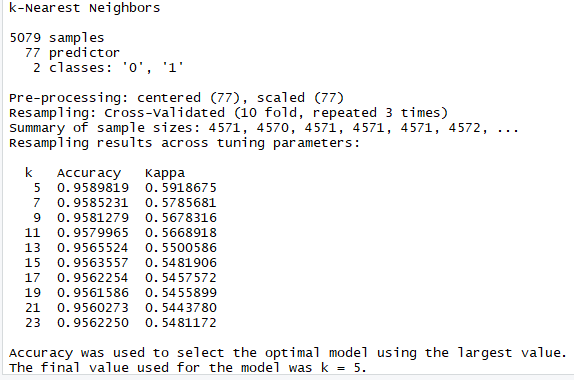 k-Nearest Neighbors
5079 samples
77 predictor
2 classes: '0', '1'
Pre-processing: centered (77), scaled (77)
Resampling: Cross-Validated (10 fold, repeated 3 times)
Summary of sample sizes: 4571, 4570, 4571, 4571, 4571, 4572, ...
Resampling results across tuning parameters:
k Accuracy Kappa
5 0.9589819 0.5918675
7 0.9585231 0.5785681
9 0.9581279 0.5678316
11 0.9579965 0.5668918
13 0.9565524 0.5500586
15 0.9563557 0.5481906
17 0.9562254 0.5457572
19 0.9561586 0.5455899
21 0.9560273 0.5443780
23 0.9562250 0.5481172
Accuracy was used to select the optimal model using the largest value.
The final value used for the model was k = 5.